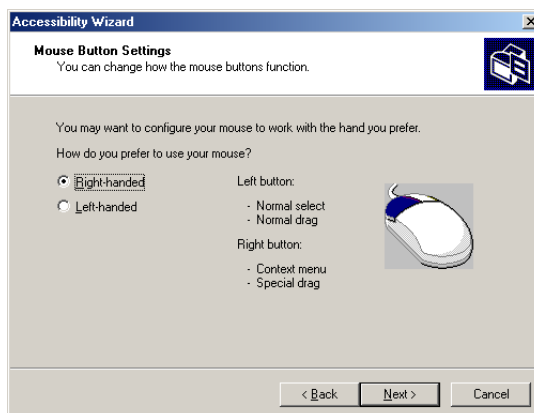 Accessibility Wizard
Mouse Button Settings
You can change how the mouse buttons function.
You may want to configure your mouse to work with the hand you prefer.
How do you prefer to use your mouse?
Right-handed
Left-handed
Left button:
- Normal select
- Normal drag
Right button:
- Context menu
- Special drag
< Back
Next >
Cancel